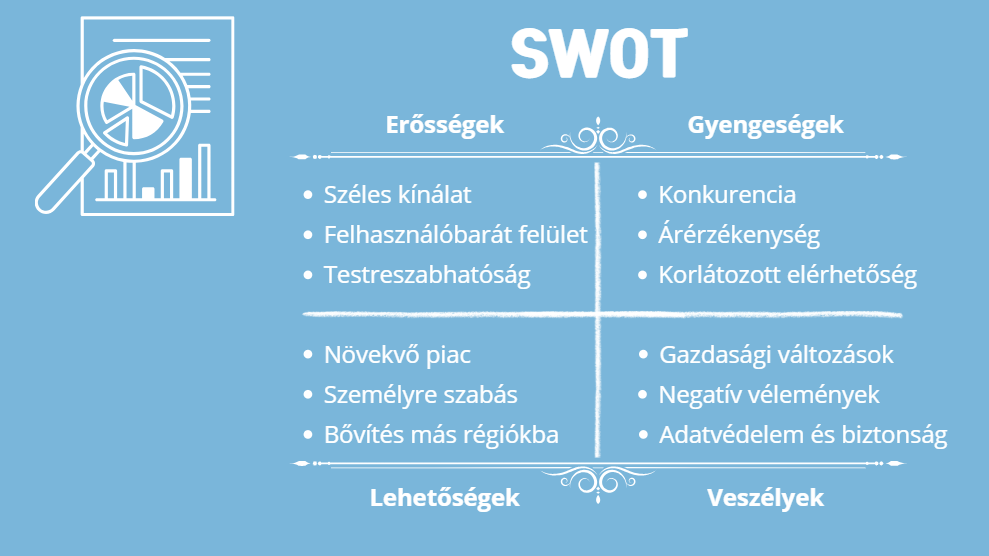 SWOT
Erősségek
Gyengeségek
• Széles kínálat
• Felhasználóbarát felület
• Testreszabhatóság
• Konkurencia
• Árérzékenység
• Korlátozott elérhetőség
• Növekvő piac
• Személyre szabás
• Bővítés más régiókba
• Gazdasági változások
• Negatív vélemények
• Adatvédelem és biztonság
Lehetőségek
Veszélyek